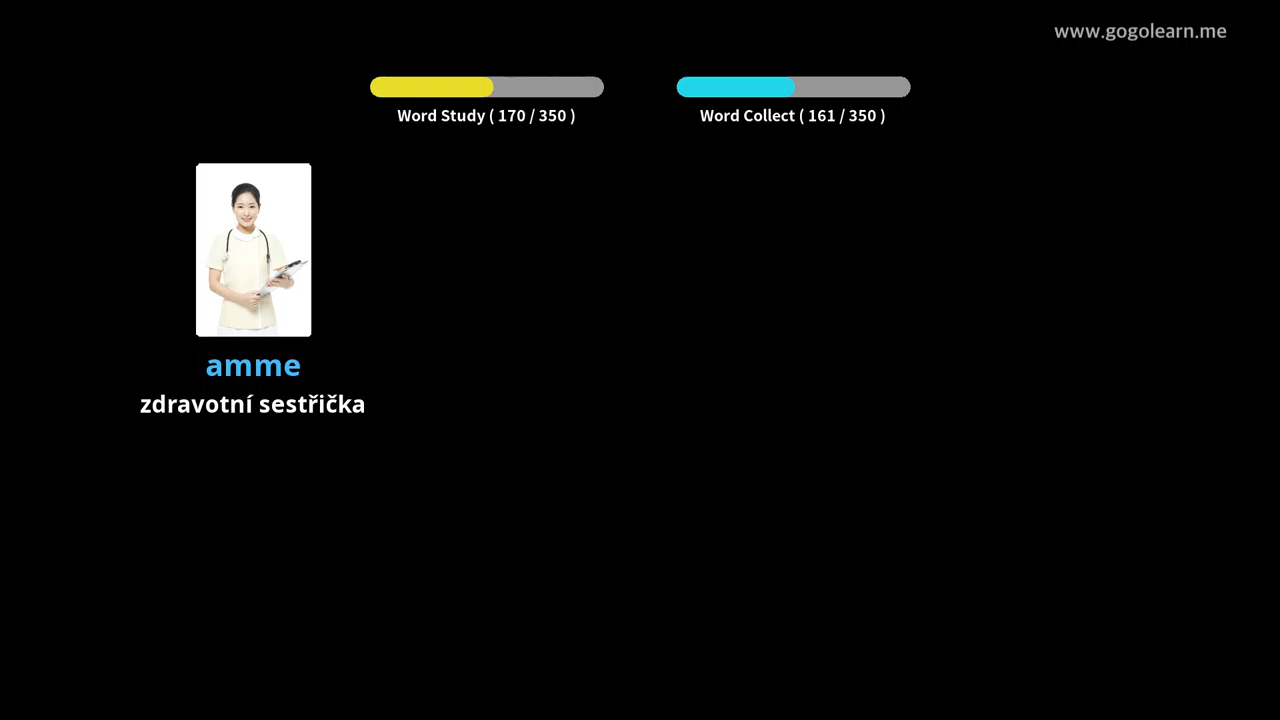 www.gogolearn.me
Word Study ( 170 / 350 )
Word Collect ( 161 / 350 )
amme
zdravotní sestřička